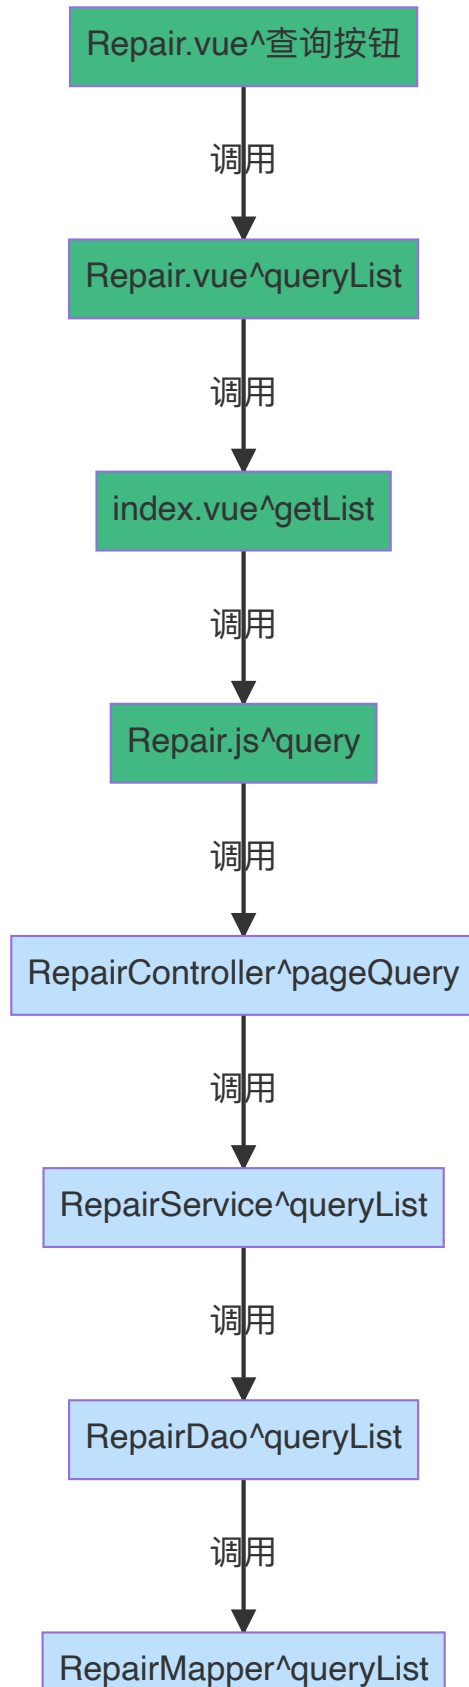 Repair.vue^查询按钮
调用
Repair.vue^queryList
调用
index.vue^getList
调用
Repair.js^query
调用
RepairController^pageQuery
调用
RepairService^queryList
调用
RepairDao^queryList
调用
RepairMapper^queryList